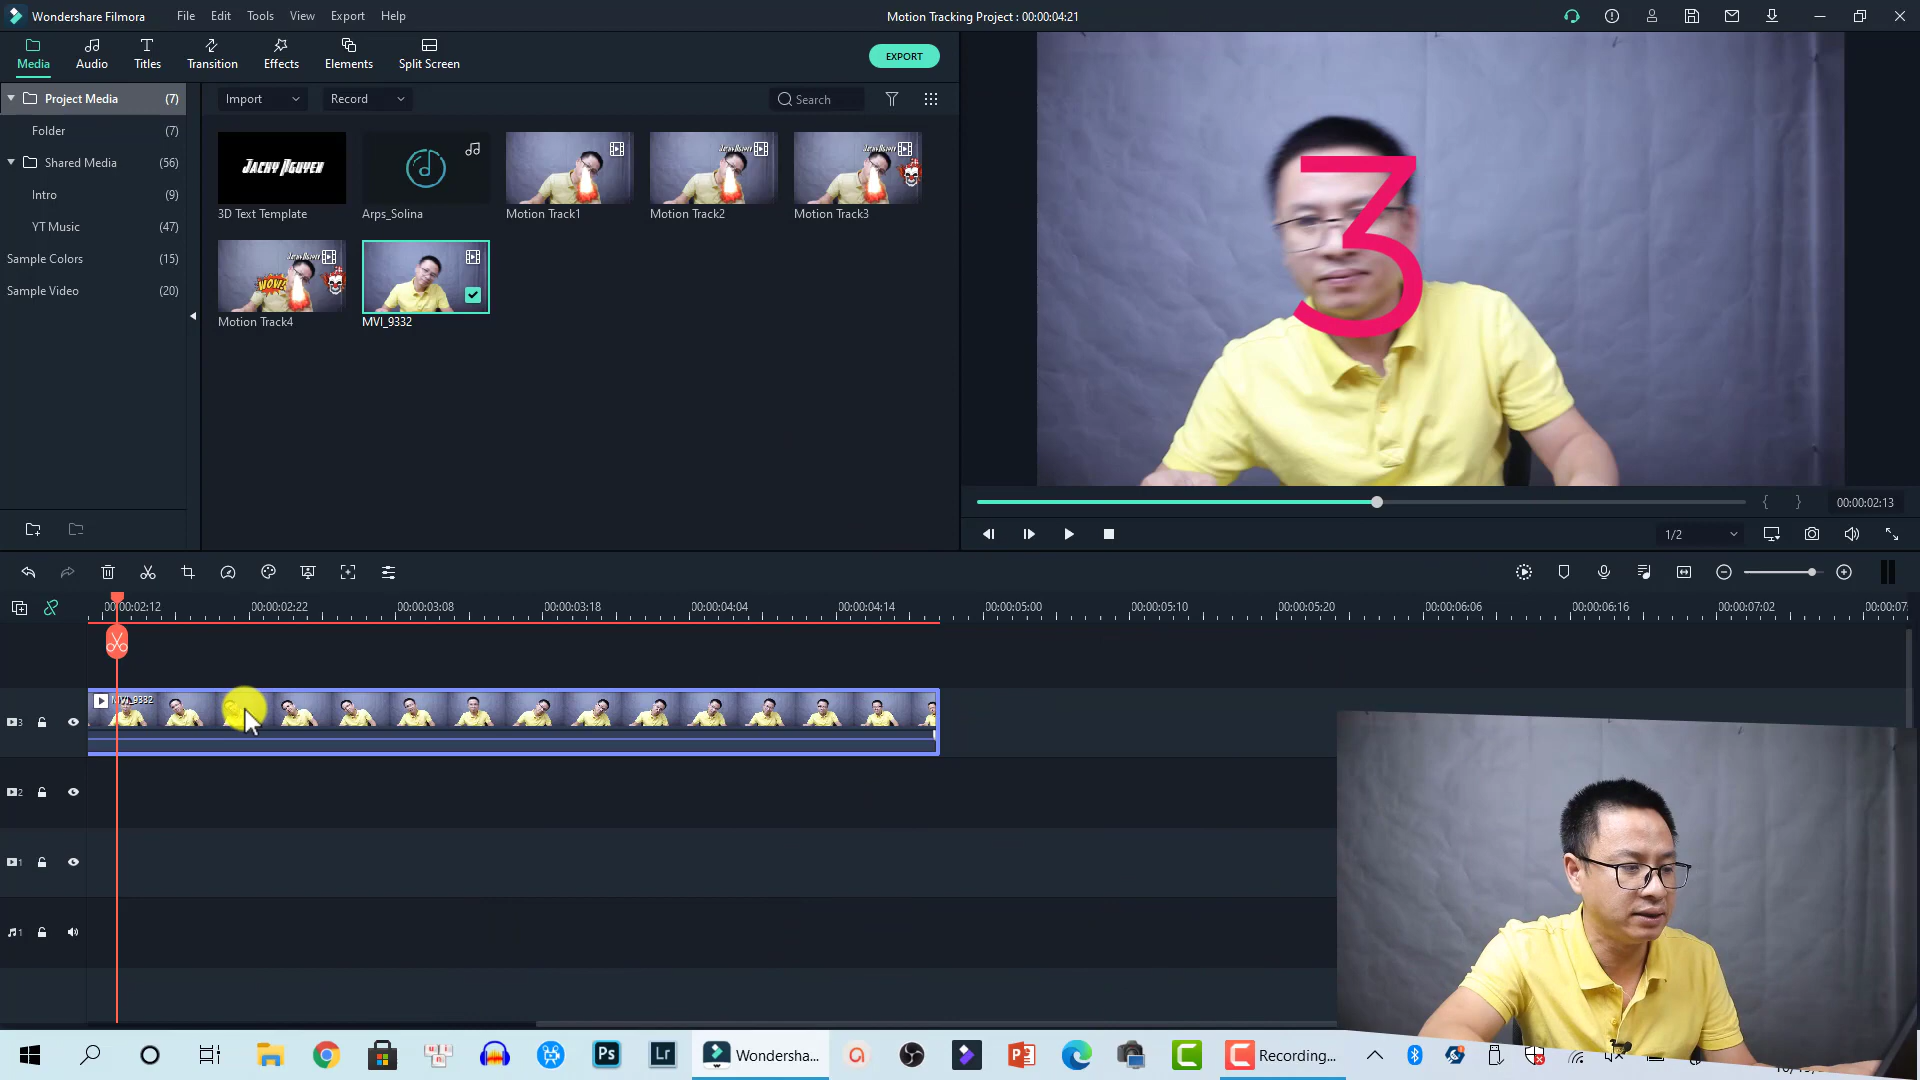 Wondershare Filmora File Edit Tools View Export Help Motion Tracking Project : 00:00:04:21
Media Audio Titles Transition Effects Elements Split Screen EXPORT
Project Media (7)
Folder (7)
Shared Media (56)
Intro (9)
YT Music (47)
Sample Colors (15)
Sample Video (20)
Import Record Search
JACKY NGUYEN
3D Text Template Arps_Solina Motion Track1 Motion Track2 Motion Track3
WOW!
Motion Track4 MVI_9332
3
{ } 00:00:02:13
1/2
00:00:02:12 00:00:02:22 00:00:03:08 00:00:03:18 00:00:04:04 00:00:04:14 00:00:05:00 00:00:05:10 00:00:05:20 00:00:06:06 00:00:06:16 00:00:07:02
MVI_9332
3
2
1
1
Ps Lr Wondersha... Recording...